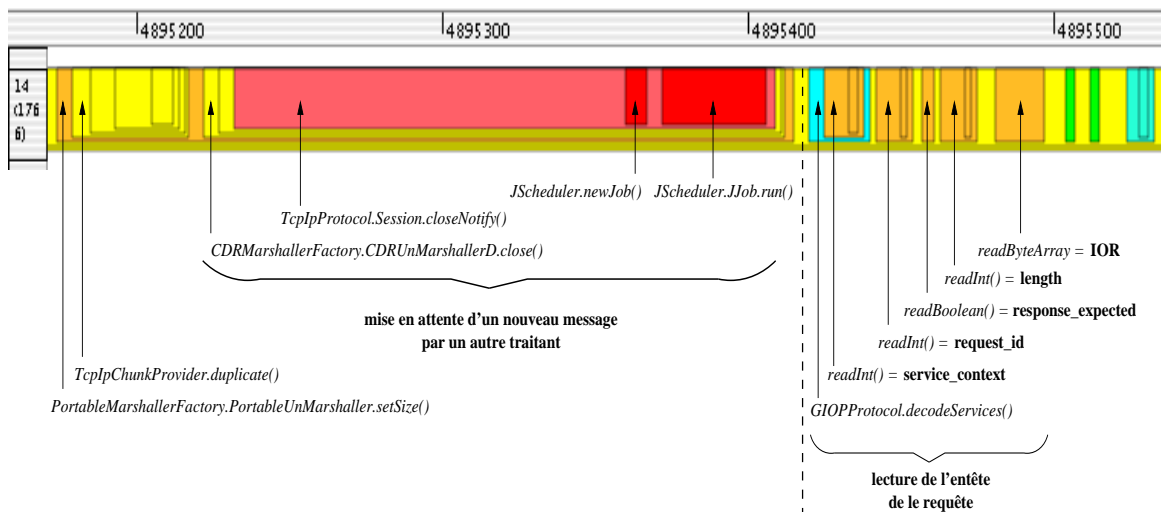 4895200
4895300
4895400
4895500
14
(176
6)
JScheduler.newJob()
JScheduler.JJob.run()
TcpIpProtocol.Session.closeNotify()
CDRMarshallerFactory.CDRUnMarshallerD.close()
readByteArray = IOR
readInt() = length
readBoolean() = response_expected
mise en attente d'un nouveau message
par un autre traitant
readInt() = request_id
TcpIpChunkProvider.duplicate()
readInt() = service_context
PortableMarshallerFactory.PortableUnMarshaller.setSize()
GIOPProtocol.decodeServices()
lecture de l'entête
de le requête